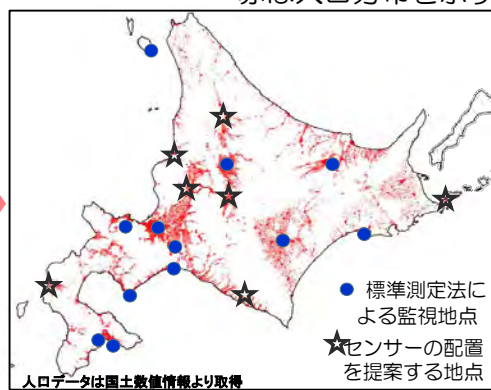 ● 標準測定法に
よる監視地点
☆センサーの配置
を提案する地点
人口データは国土数値情報より取得